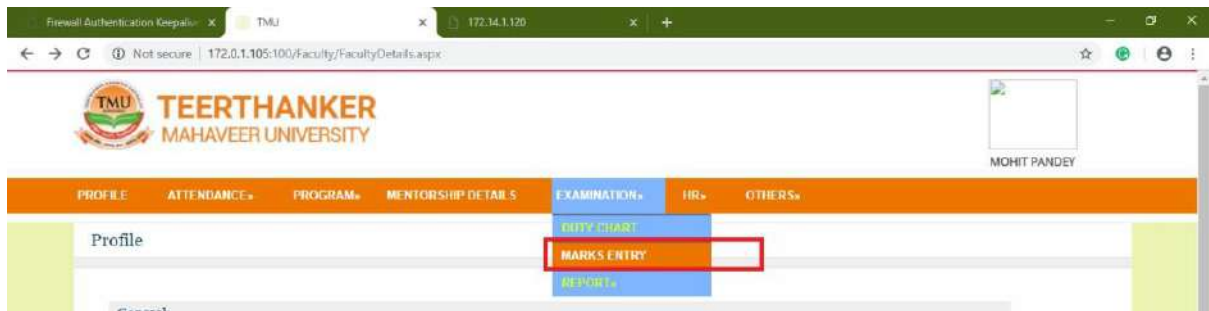 Firewall Authentication Keepalive TMU 172.14.1.120
Not secure 172.0.1.105:100/Faculty/FacultyDetails.aspx
TMU TEERTHANKER
MAHAVEER UNIVERSITY
MOHIT PANDEY
PROFILE ATTENDANCE» PROGRAM» MENTORSHIP DETAILS EXAMINATION» HR» OTHERS»
DUTY CHART
Profile
MARKS ENTRY
REPORT»